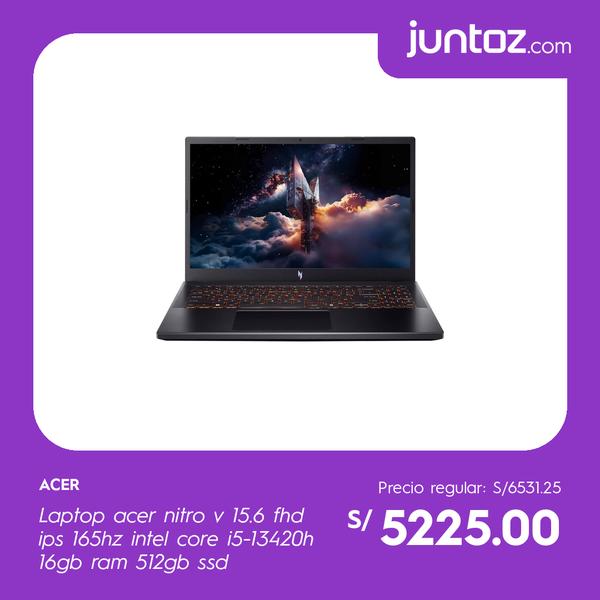 juntoz.com
ACER
Laptop acer nitro v 15.6 fhd
ips 165hz intel core i5-13420h
16gb ram 512gb ssd
Precio regular: S/6531.25
S/ 5225.00